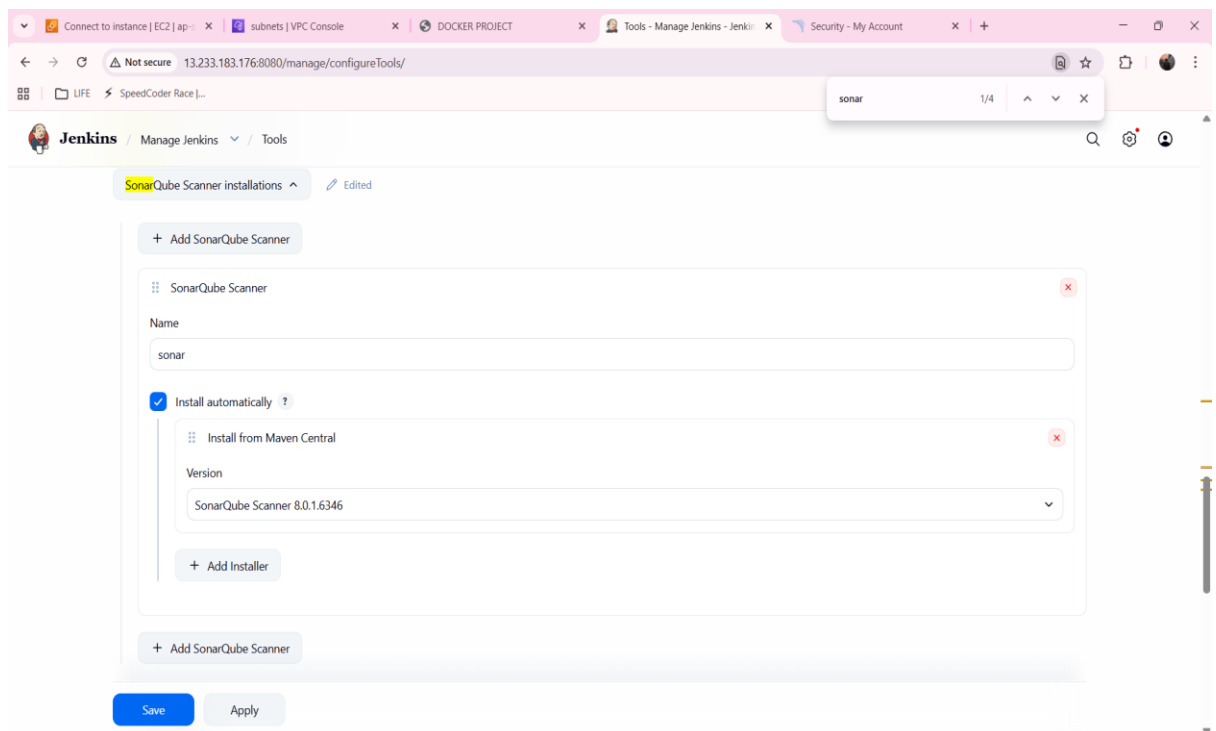 Connect to instance | EC2 | ap-s
subnets | VPC Console
DOCKER PROJECT
Tools - Manage Jenkins - Jenkin
Security - My Account
Not secure 13.233.183.176:8080/manage/configureTools/
LIFE
SpeedCoder Race |...
sonar 1/4
Jenkins / Manage Jenkins / Tools
SonarQube Scanner installations
Edited
+ Add SonarQube Scanner
SonarQube Scanner
Name
sonar
Install automatically ?
Install from Maven Central
Version
SonarQube Scanner 8.0.1.6346
+ Add Installer
+ Add SonarQube Scanner
Save
Apply